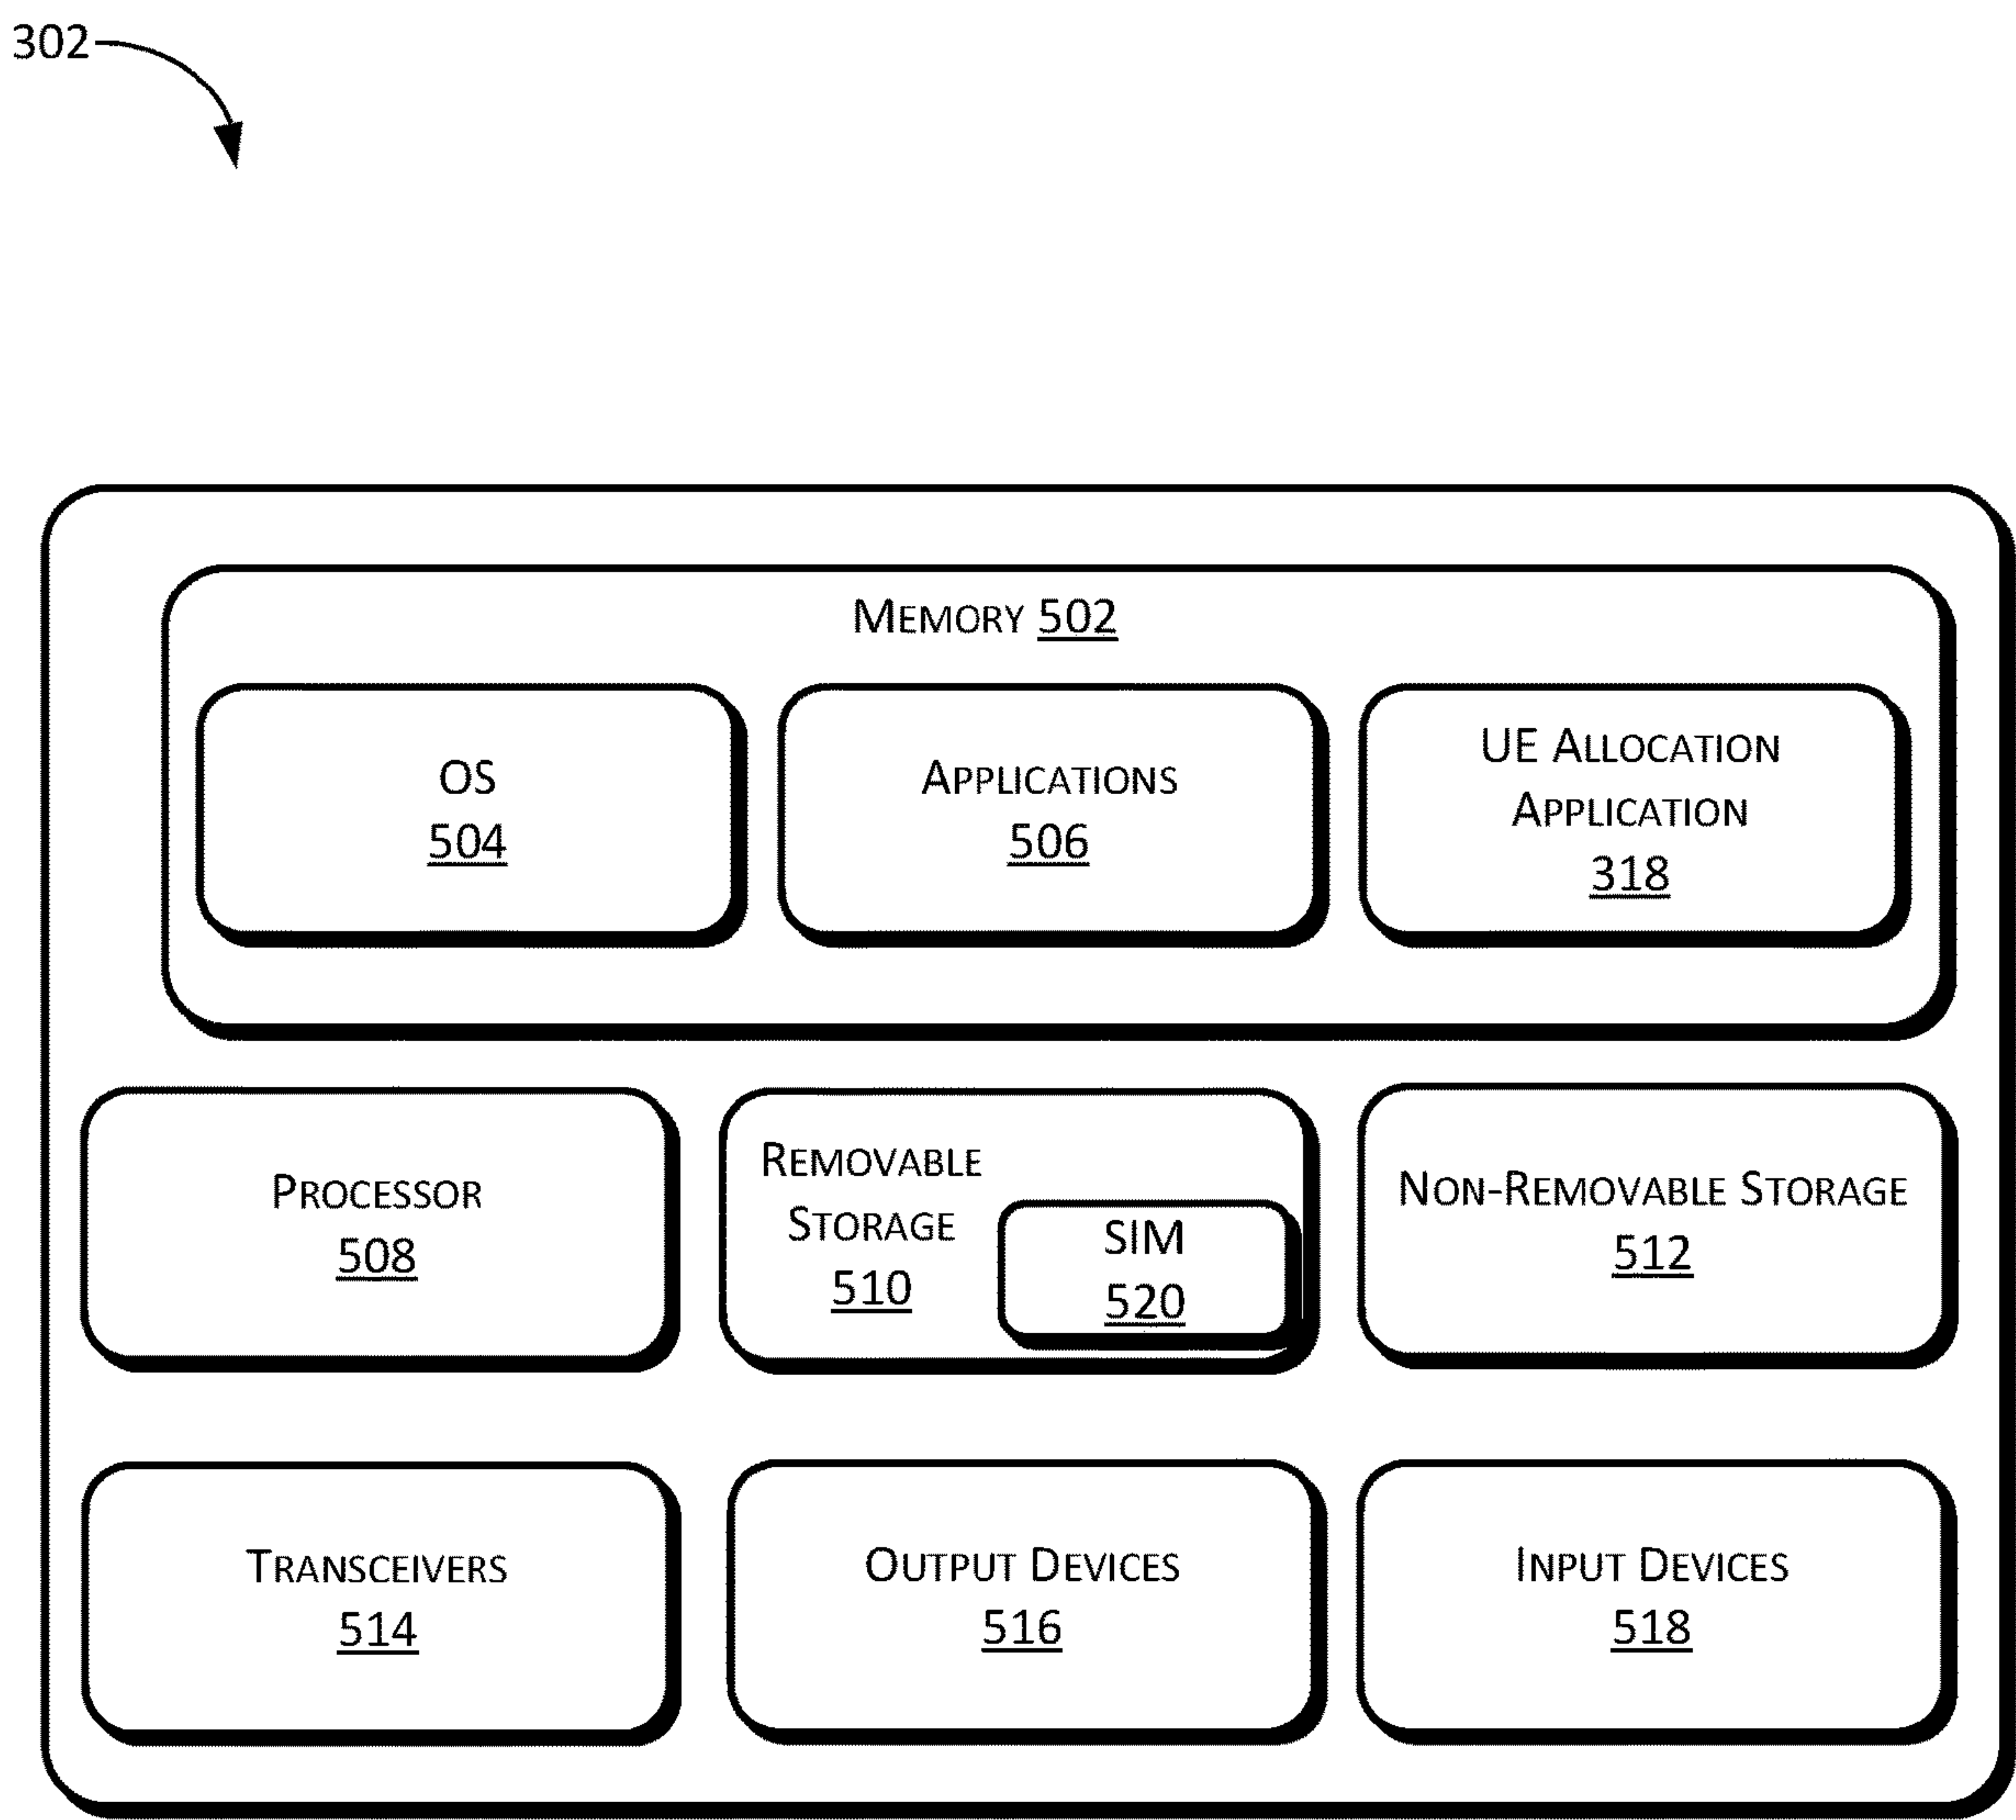 302
MEMORY 502
OS
504
APPLICATIONS
506
UE ALLOCATION
APPLICATION
318
PROCESSOR
508
REMOVABLE
STORAGE
510
SIM
520
NON-REMOVABLE STORAGE
512
TRANSCEIVERS
514
OUTPUT DEVICES
516
INPUT DEVICES
518